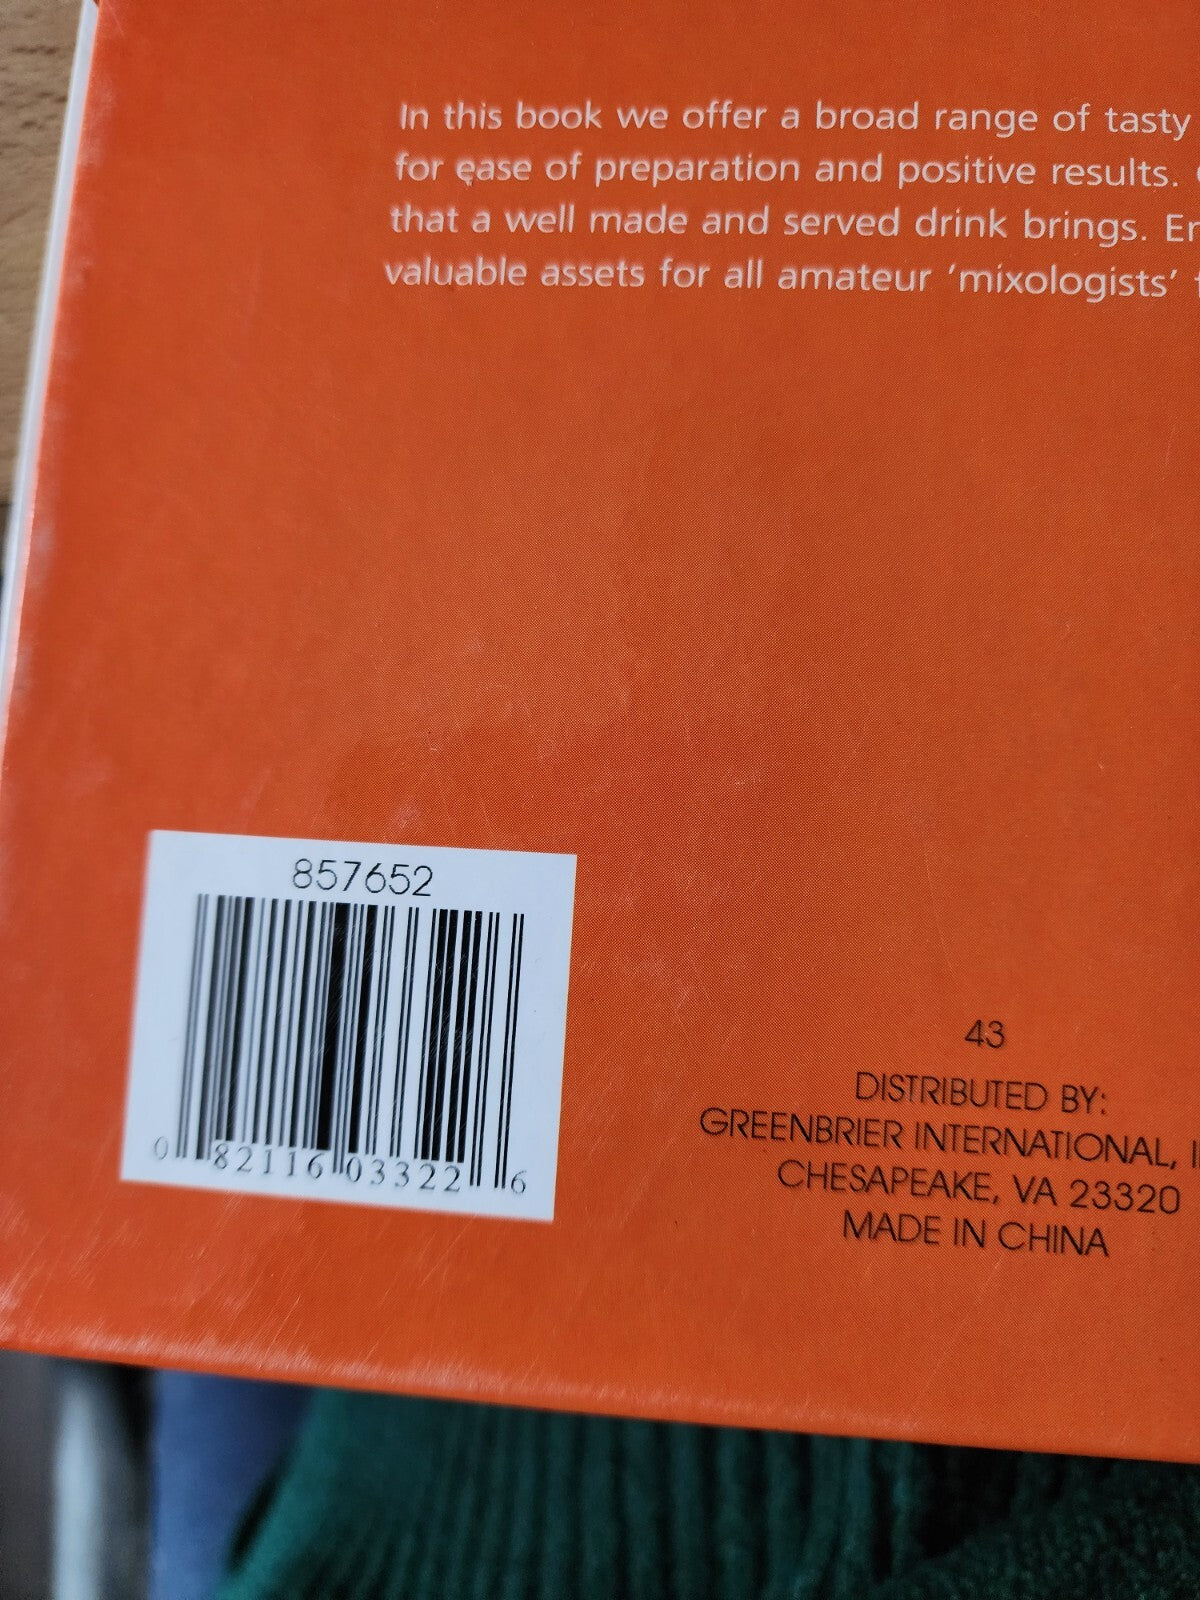 In this book we offer a broad range of tasty
for ease of preparation and positive results.
that a well made and served drink brings.
valuable assets for all amateur ‘mixologists’
857652
0 82116 03322 6
43
DISTRIBUTED BY:
GREENBRIER INTERNATIONAL,
CHESAPEAKE, VA 23320
MADE IN CHINA